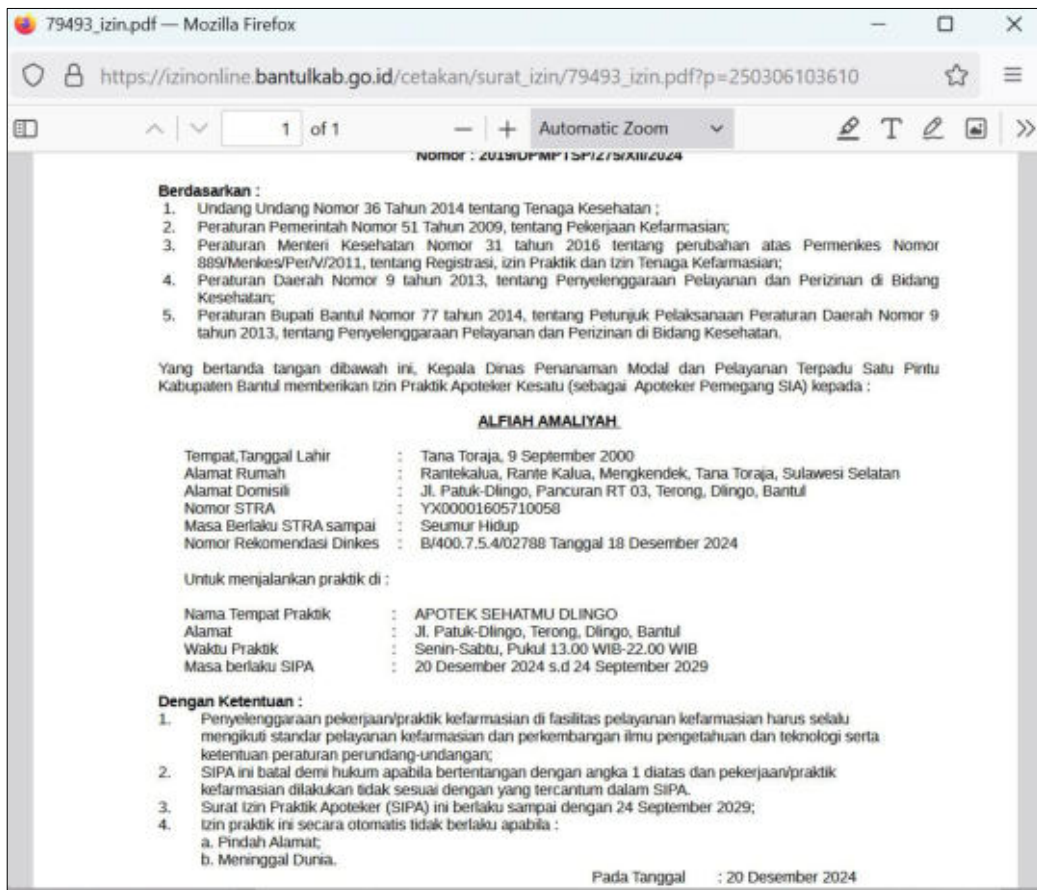 79493_izin.pdf — Mozilla Firefox
https://izinonline.bantulkab.go.id/cetakan/surat_izin/79493_izin.pdf?p=250306103610
1 of 1 Automatic Zoom
Nomor : 2019/DPMPTSP/275/XII/2024
Berdasarkan :
1. Undang Undang Nomor 36 Tahun 2014 tentang Tenaga Kesehatan ;
2. Peraturan Pemerintah Nomor 51 Tahun 2009, tentang Pekerjaan Kefarmasian;
3. Peraturan Menteri Kesehatan Nomor 31 tahun 2016 tentang perubahan atas Permenkes Nomor
889/Menkes/Per/V/2011, tentang Registrasi, izin Praktik dan Izin Tenaga Kefarmasian;
4. Peraturan Daerah Nomor 9 tahun 2013, tentang Penyelenggaraan Pelayanan dan Perizinan di Bidang
Kesehatan;
5. Peraturan Bupati Bantul Nomor 77 tahun 2014, tentang Petunjuk Pelaksanaan Peraturan Daerah Nomor 9
tahun 2013, tentang Penyelenggaraan Pelayanan dan Perizinan di Bidang Kesehatan.
Yang bertanda tangan dibawah ini, Kepala Dinas Penanaman Modal dan Pelayanan Terpadu Satu Pintu
Kabupaten Bantul memberikan Izin Praktik Apoteker Kesatu (sebagai Apoteker Pemegang SIA) kepada :
ALFIAH AMALIYAH
Tempat,Tanggal Lahir : Tana Toraja, 9 September 2000
Alamat Rumah : Rantekalua, Rante Kalua, Mengkendek, Tana Toraja, Sulawesi Selatan
Alamat Domisili : Jl. Patuk-Dlingo, Pancuran RT 03, Terong, Dlingo, Bantul
Nomor STRA : YX00001605710058
Masa Berlaku STRA sampai : Seumur Hidup
Nomor Rekomendasi Dinkes : B/400.7.5.4/02788 Tanggal 18 Desember 2024
Untuk menjalankan praktik di :
Nama Tempat Praktik : APOTEK SEHATMU DLINGO
Alamat : Jl. Patuk-Dlingo, Terong, Dlingo, Bantul
Waktu Praktik : Senin-Sabtu, Pukul 13.00 WIB-22.00 WIB
Masa berlaku SIPA : 20 Desember 2024 s.d 24 September 2029
Dengan Ketentuan :
1. Penyelenggaraan pekerjaan/praktik kefarmasian di fasilitas pelayanan kefarmasian harus selalu
mengikuti standar pelayanan kefarmasian dan perkembangan ilmu pengetahuan dan teknologi serta
ketentuan peraturan perundang-undangan;
2. SIPA ini batal demi hukum apabila bertentangan dengan angka 1 diatas dan pekerjaan/praktik
kefarmasian dilakukan tidak sesuai dengan yang tercantum dalam SIPA.
3. Surat Izin Praktik Apoteker (SIPA) ini berlaku sampai dengan 24 September 2029;
4. Izin praktik ini secara otomatis tidak berlaku apabila :
a. Pindah Alamat;
b. Meninggal Dunia.
Pada Tanggal : 20 Desember 2024